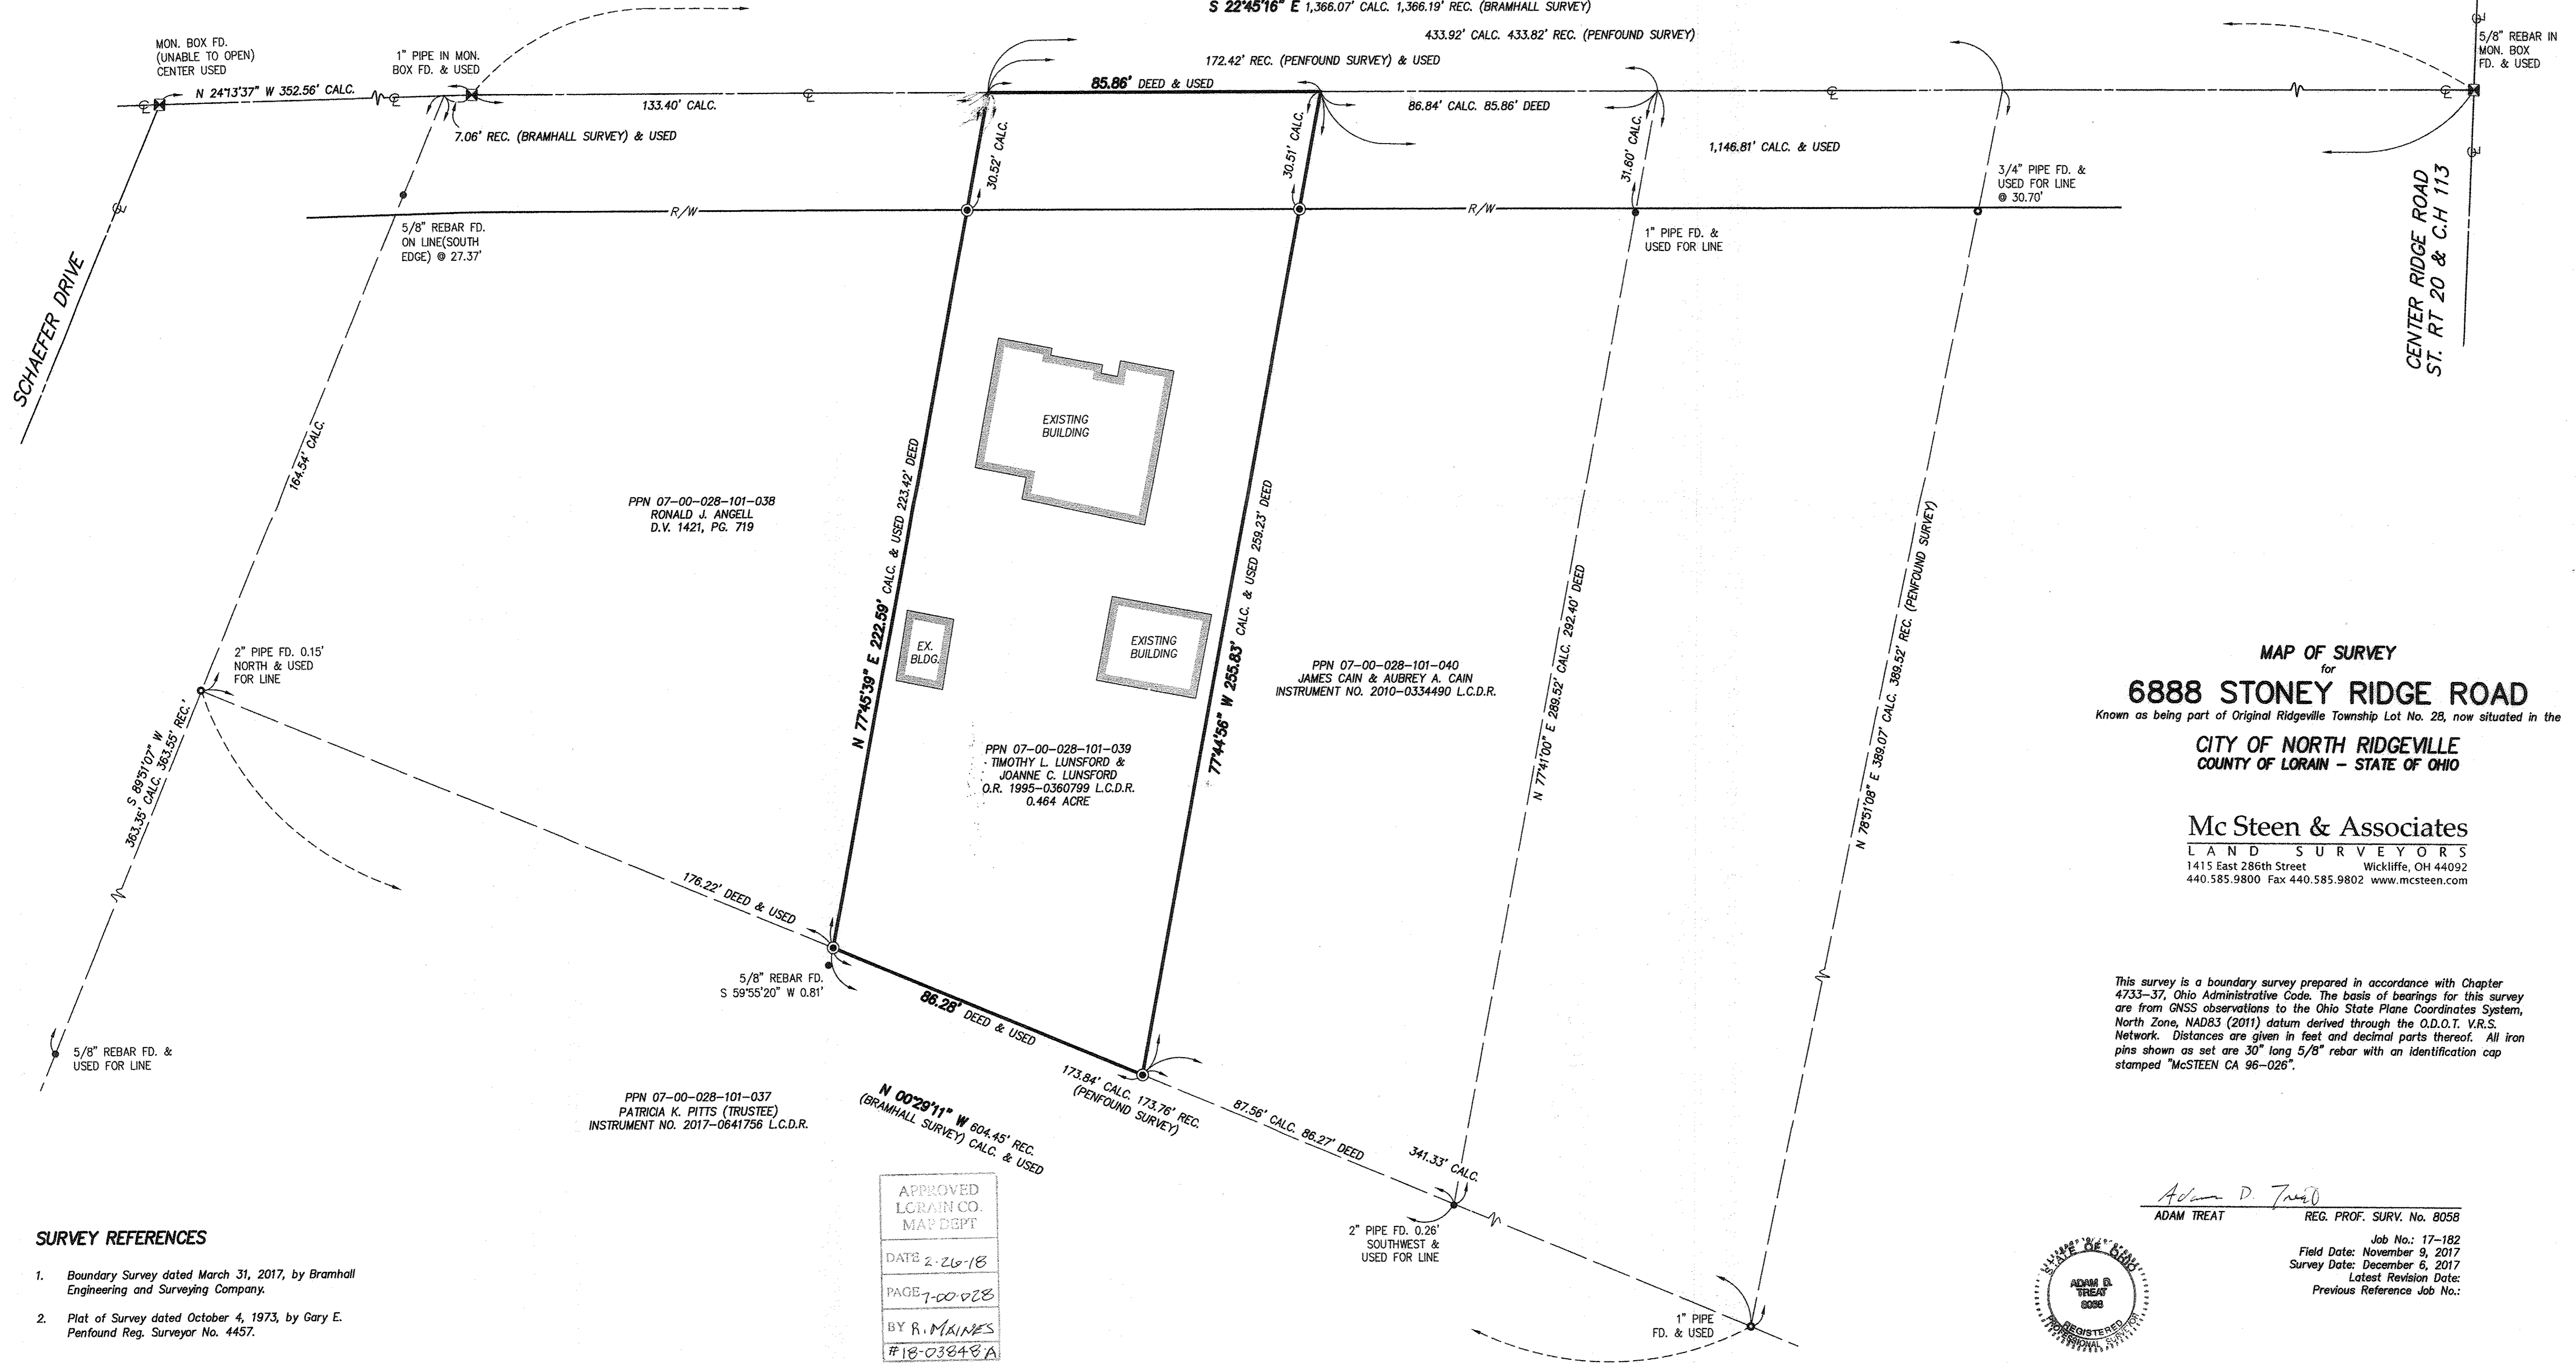 S 22°45'16" E 1,366.07' CALC. 1,366.19' REC. (BRAMHALL SURVEY)
433.92' CALC. 433.82' REC. (PENFOUND SURVEY)
172.42' REC. (PENFOUND SURVEY) & USED
MON. BOX FD.
(UNABLE TO OPEN)
CENTER USED
1" PIPE IN MON.
BOX FD. & USED
5/8" REBAR IN
MON. BOX
FD. & USED
N 24°13'37" W 352.56' CALC.
133.40' CALC.
85.86' DEED & USED
86.84' CALC. 85.86' DEED
7.06' REC. (BRAMHALL SURVEY) & USED
1,146.81' CALC. & USED
30.52' CALC.
30.51' CALC.
31.60' CALC.
3/4" PIPE FD. &
USED FOR LINE
@ 30.70'
R/W
R/W
5/8" REBAR FD.
ON LINE(SOUTH
EDGE) @ 27.37'
1" PIPE FD. &
USED FOR LINE
SCHAEFER DRIVE
CENTER RIDGE ROAD
ST. RT 20 & C.H 113
164.54' CALC.
EXISTING
BUILDING
PPN 07-00-028-101-038
RONALD J. ANGELL
D.V. 1421, PG. 719
N 77°45'39" E 222.59' CALC. & USED 223.42' DEED
77°44'56" W 255.83' CALC. & USED 259.23' DEED
N 77°41'00" E 289.52' CALC. 292.40' DEED
N 78°51'08" E 389.07' CALC. 389.52' REC. (PENFOUND SURVEY)
EX.
BLDG.
EXISTING
BUILDING
2" PIPE FD. 0.15'
NORTH & USED
FOR LINE
S 89°51'07" W
363.35' CALC. 363.55' REC.'
PPN 07-00-028-101-040
JAMES CAIN & AUBREY A. CAIN
INSTRUMENT NO. 2010-0334490 L.C.D.R.
PPN 07-00-028-101-039
TIMOTHY L. LUNSFORD &
JOANNE C. LUNSFORD
O.R. 1995-0360799 L.C.D.R.
0.464 ACRE
MAP OF SURVEY
for
6888 STONEY RIDGE ROAD
Known as being part of Original Ridgeville Township Lot No. 28, now situated in the
CITY OF NORTH RIDGEVILLE
COUNTY OF LORAIN - STATE OF OHIO
Mc Steen & Associates
LAND SURVEYORS
1415 East 286th Street Wickliffe, OH 44092
440.585.9800 Fax 440.585.9802 www.mcsteen.com
176.22' DEED & USED
5/8" REBAR FD.
S 59°55'20" W 0.81'
86.28' DEED & USED
This survey is a boundary survey prepared in accordance with Chapter
4733-37, Ohio Administrative Code. The basis of bearings for this survey
are from GNSS observations to the Ohio State Plane Coordinates System,
North Zone, NAD83 (2011) datum derived through the O.D.O.T. V.R.S.
Network. Distances are given in feet and decimal parts thereof. All iron
pins shown as set are 30" long 5/8" rebar with an identification cap
stamped "McSTEEN CA 96-026".
5/8" REBAR FD. &
USED FOR LINE
173.84' CALC. 173.76' REC.
(PENFOUND SURVEY)
87.56' CALC. 86.27' DEED
341.33' CALC.
N 00°29'11" W 604.45' REC.
(BRAMHALL SURVEY) CALC. & USED
PPN 07-00-028-101-037
PATRICIA K. PITTS (TRUSTEE)
INSTRUMENT NO. 2017-0641756 L.C.D.R.
APPROVED
LORAIN CO.
MAP DEPT
DATE 2-26-18
PAGE 7-00-028
BY R. MAINES
#18-03848A
2" PIPE FD. 0.26'
SOUTHWEST &
USED FOR LINE
1" PIPE
FD. & USED
SURVEY REFERENCES
1. Boundary Survey dated March 31, 2017, by Bramhall
Engineering and Surveying Company.
2. Plat of Survey dated October 4, 1973, by Gary E.
Penfound Reg. Surveyor No. 4457.
Adam D. Treat
ADAM TREAT REG. PROF. SURV. No. 8058
Job No.: 17-182
Field Date: November 9, 2017
Survey Date: December 6, 2017
Latest Revision Date:
Previous Reference Job No.:
STATE OF OHIO
ADAM D.
TREAT
8058
REGISTERED
PROFESSIONAL SURVEYOR